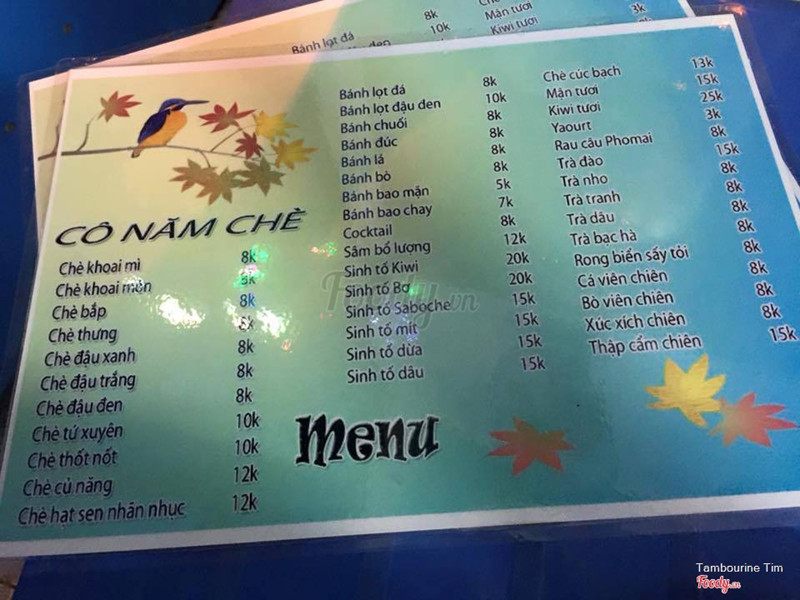 Bánh lọt đá 8k
đen 10k
Mận tươi
Kiwi tươi 3k
8k
CÔ NĂM CHÈ
Chè khoai mì 8k
Chè khoai môn 8k
Chè bắp 8k
Chè thưng 8k
Chè đậu xanh 8k
Chè đậu trắng 8k
Chè đậu đen 8k
Chè tứ xuyên 10k
Chè thốt nốt 10k
Chè củ năng 12k
Chè hạt sen nhãn nhục 12k
Bánh lọt đá 8k
Bánh lọt đậu đen 10k
Bánh chuối 8k
Bánh đúc 8k
Bánh lá 8k
Bánh bò 8k
Bánh bao mặn 5k
Bánh bao chay 7k
Cocktail 8k
Sâm bổ lượng 12k
Sinh tố Kiwi 20k
Sinh tố Bơ 20k
Sinh tố Saboche 15k
Sinh tố mít 15k
Sinh tố dừa 15k
Sinh tố dâu 15k
Chè cúc bạch 13k
Mận tươi 15k
Kiwi tươi 25k
Yaourt 3k
Rau câu Phomai 8k
Trà đào 15k
Trà nho 8k
Trà tranh 8k
Trà dâu 8k
Trà bạc hà 8k
Rong biển sấy tỏi 8k
Cá viên chiên 8k
Bò viên chiên 8k
Xúc xích chiên 8k
Thập cẩm chiên 15k
Menu
Foody.vn
Tambourine Tim
Foody.vn